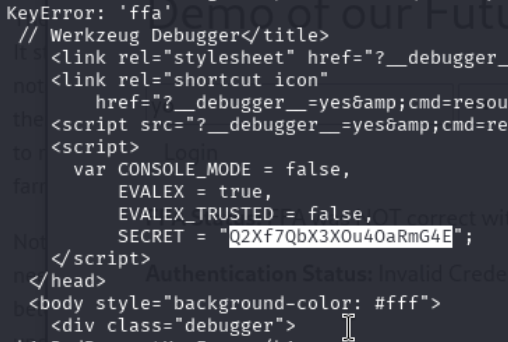 KeyError: 'ffa'
// Werkzeug Debugger</title>
<link rel="stylesheet" href="?__debugger_
<link rel="shortcut icon"
href="?__debugger__=yes&amp;cmd=resou
<script src="?__debugger__=yes&amp;cmd=re
<script>
var CONSOLE_MODE = false,
EVALEX = true,
EVALEX_TRUSTED = false,
SECRET = "Q2Xf7QbX3XOu4OaRmG4E";
</script>
</head>
<body style="background-color: #fff">
<div class="debugger">
Demo of our Futu
Login
OT correct wit
Authentication Status: Invalid Crede